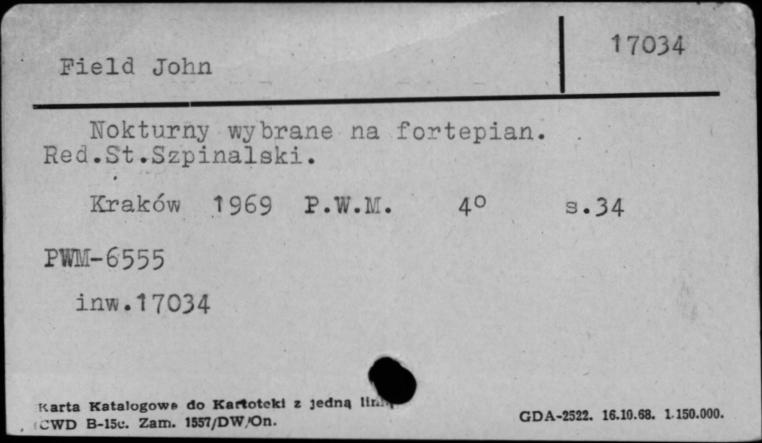 17034
Field John
Nokturny wybrane na fortepian.
Red.St.Szpinalski.
Kraków 1969 P.W.M. 4° s.34
PWM-6555
inw.17034
Karta Katalogowa do Kartoteki z jedną
CWD B-15c. Zam. 1557/DW/On. GDA-2522. 16.10.68. 1.150.000.